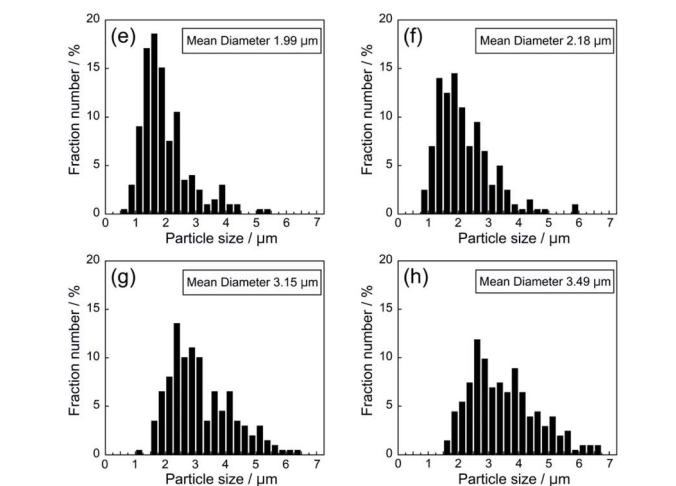 (e)
Mean Diameter 1.99 µm
Fraction number / %
20
15
10
5
0
0 1 2 3 4 5 6 7
Particle size / µm
(f)
Mean Diameter 2.18 µm
Fraction number / %
20
15
10
5
0
0 1 2 3 4 5 6 7
Particle size / µm
(g)
Mean Diameter 3.15 µm
Fraction number / %
20
15
10
5
0
0 1 2 3 4 5 6 7
Particle size / µm
(h)
Mean Diameter 3.49 µm
Fraction number / %
20
15
10
5
0
0 1 2 3 4 5 6 7
Particle size / µm